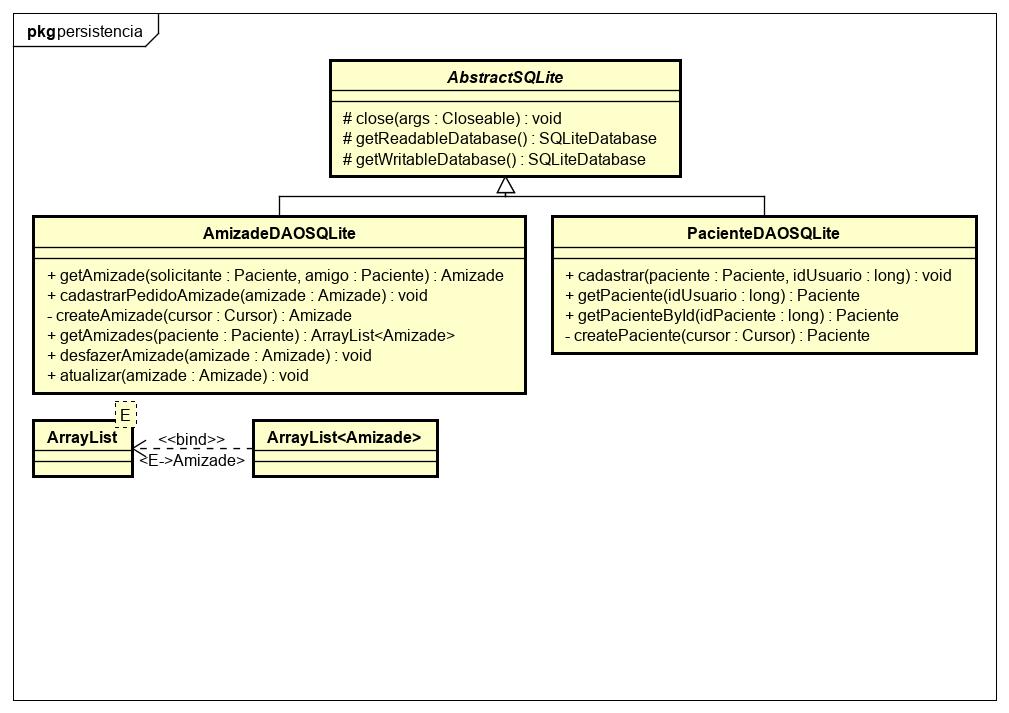 pkg persistencia
AbstractSQLite
# close(args : Closeable) : void
# getReadableDatabase() : SQLiteDatabase
# getWritableDatabase() : SQLiteDatabase
AmizadeDAOSQLite
+ getAmizade(solicitante : Paciente, amigo : Paciente) : Amizade
+ cadastrarPedidoAmizade(amizade : Amizade) : void
- createAmizade(cursor : Cursor) : Amizade
+ getAmizades(paciente : Paciente) : ArrayList<Amizade>
+ desfazerAmizade(amizade : Amizade) : void
+ atualizar(amizade : Amizade) : void
PacienteDAOSQLite
+ cadastrar(paciente : Paciente, idUsuario : long) : void
+ getPaciente(idUsuario : long) : Paciente
+ getPacienteById(idPaciente : long) : Paciente
- createPaciente(cursor : Cursor) : Paciente
E
ArrayList
<<bind>>
<E->Amizade>
ArrayList<Amizade>